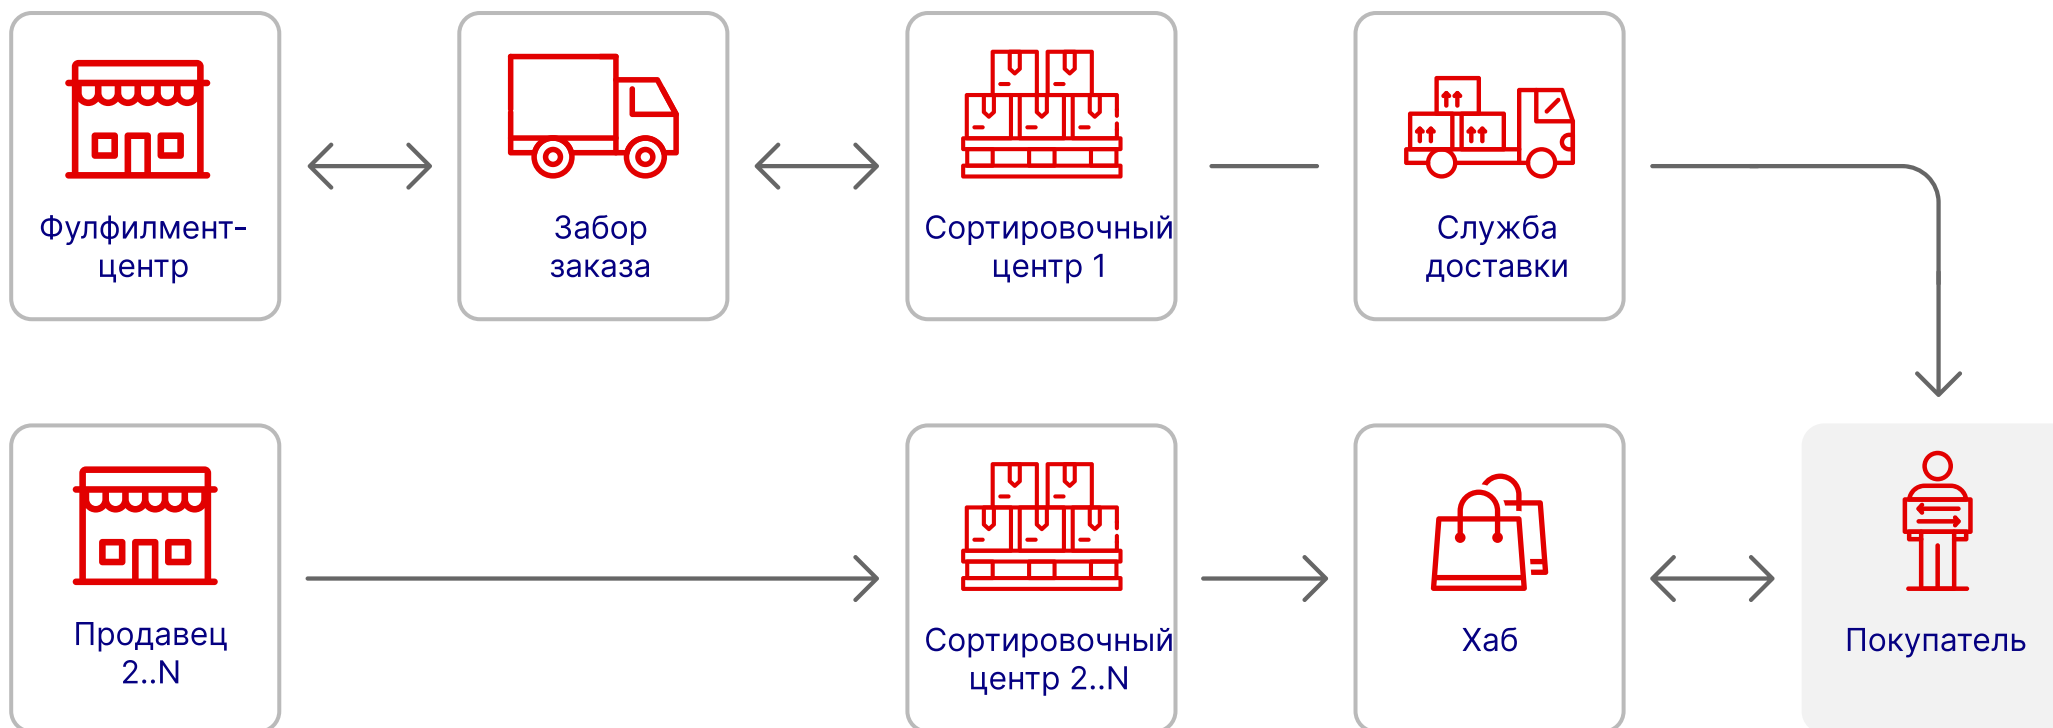 Фулфилмент-
центр
Забор
заказа
Сортировочный
центр 1
Служба
доставки
Продавец
2..N
Сортировочный
центр 2..N
Хаб
Покупатель